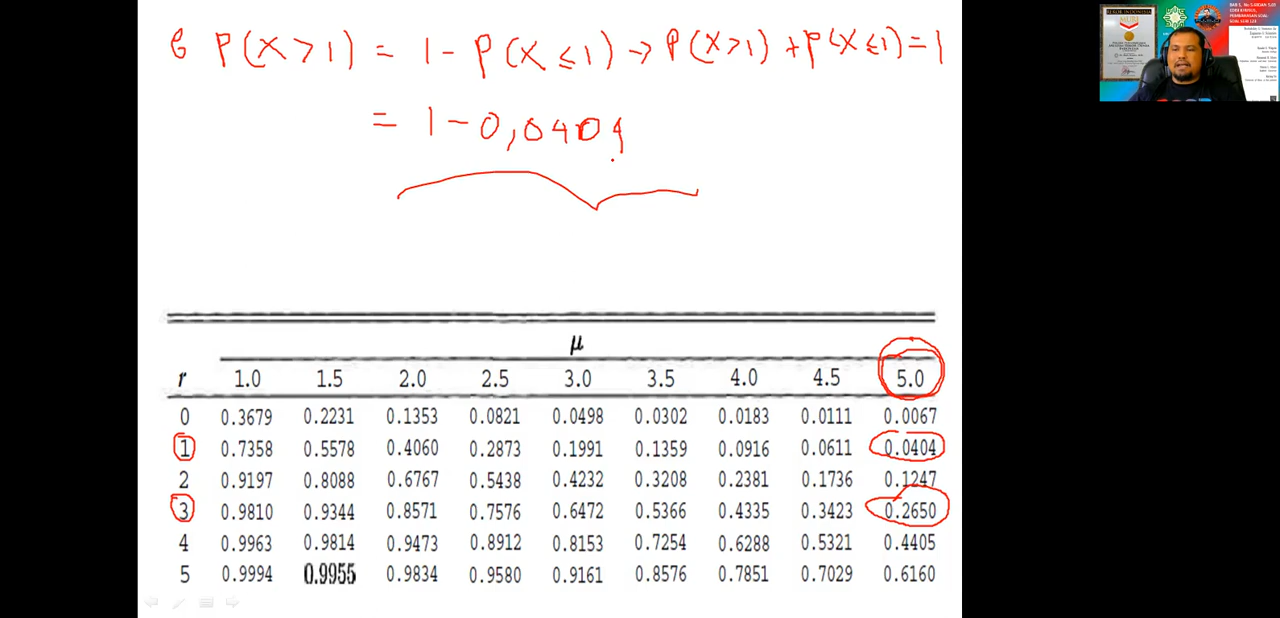 6 P(X > 1) = 1 - P(X ≤ 1) → P(X > 1) + P(X ≤ 1) = 1
= 1 - 0,0404
μ
r 1.0 1.5 2.0 2.5 3.0 3.5 4.0 4.5 5.0
0 0.3679 0.2231 0.1353 0.0821 0.0498 0.0302 0.0183 0.0111 0.0067
1 0.7358 0.5578 0.4060 0.2873 0.1991 0.1359 0.0916 0.0611 0.0404
2 0.9197 0.8088 0.6767 0.5438 0.4232 0.3208 0.2381 0.1736 0.1247
3 0.9810 0.9344 0.8571 0.7576 0.6472 0.5366 0.4335 0.3423 0.2650
4 0.9963 0.9814 0.9473 0.8912 0.8153 0.7254 0.6288 0.5321 0.4405
5 0.9994 0.9955 0.9834 0.9580 0.9161 0.8576 0.7851 0.7029 0.6160
MURI